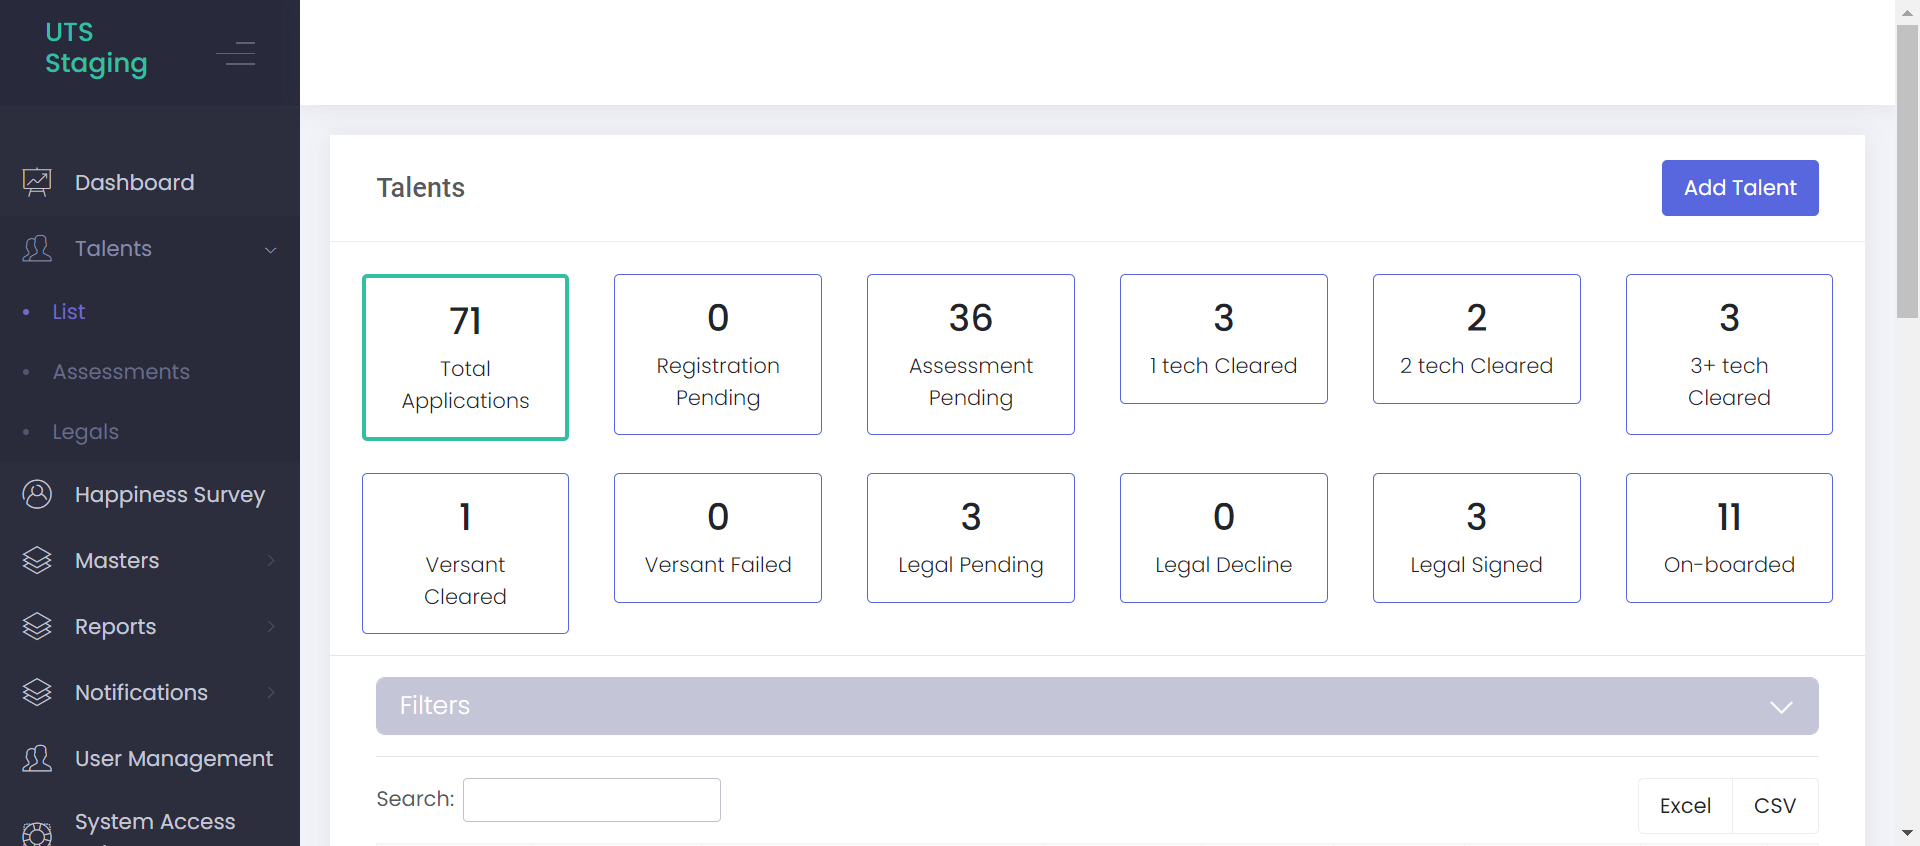 UTS
Staging
Dashboard
Talents
List
Assessments
Legals
Happiness Survey
Masters
Reports
Notifications
User Management
System Access
Talents
Add Talent
71
Total
Applications
0
Registration
Pending
36
Assessment
Pending
3
1 tech Cleared
2
2 tech Cleared
3
3+ tech
Cleared
1
Versant
Cleared
0
Versant Failed
3
Legal Pending
0
Legal Decline
3
Legal Signed
11
On-boarded
Filters
Search:
Excel
CSV